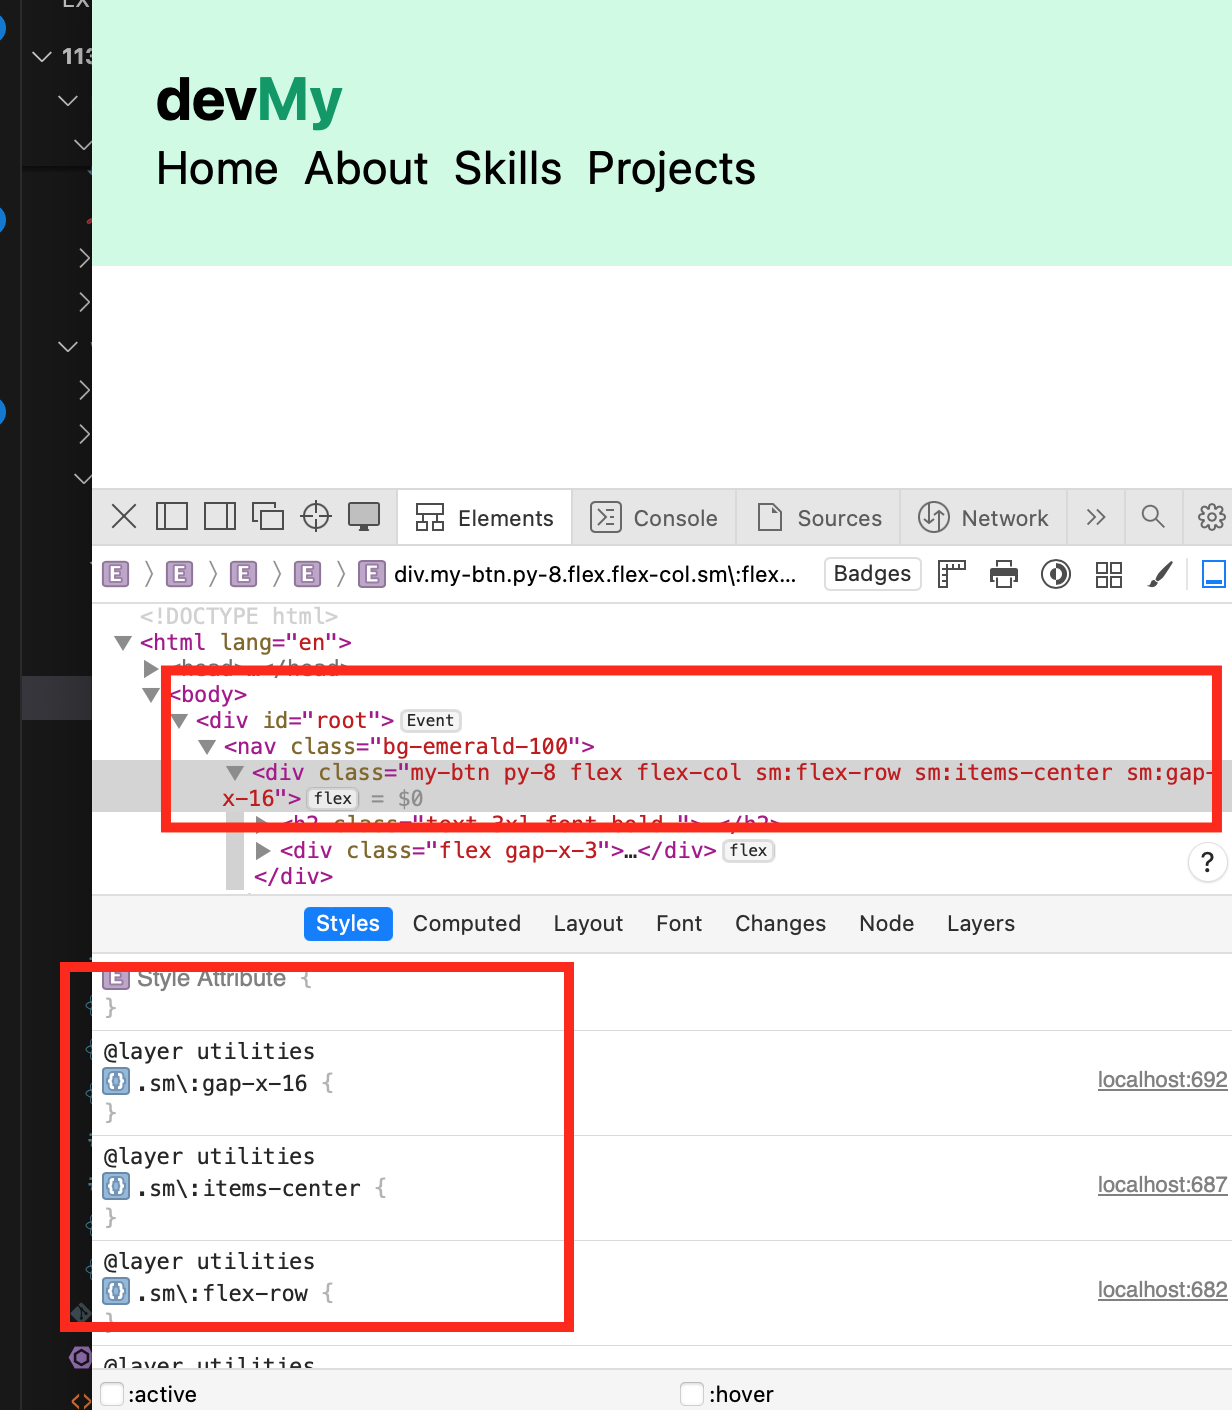 EX
113
devMy
Home About Skills Projects
Elements
Console
Sources
Network
E E E E E div.my-btn.py-8.flex.flex-col.sm\:flex...
Badges
<!DOCTYPE html>
<html lang="en">
<head>…</head>
<body>
<div id="root"> Event
<nav class="bg-emerald-100">
<div class="my-btn py-8 flex flex-col sm:flex-row sm:items-center sm:gap-
x-16"> flex = $0
<h2 class="text-3xl font-bold ">…</h2>
<div class="flex gap-x-3">…</div> flex
</div>
?
Styles Computed Layout Font Changes Node Layers
E Style Attribute {
}
@layer utilities
{} .sm\:gap-x-16 {
localhost:692
}
@layer utilities
{} .sm\:items-center {
localhost:687
}
@layer utilities
{} .sm\:flex-row {
localhost:682
}
@layer utilities
:active
:hover